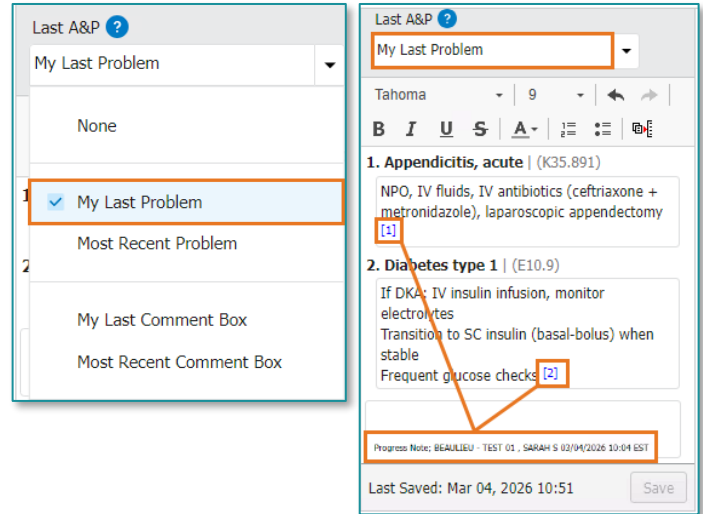 Last A&P ?
My Last Problem
None
1
My Last Problem
Most Recent Problem
2
My Last Comment Box
Most Recent Comment Box
Last A&P ?
My Last Problem
Tahoma 9
B I U S A
1. Appendicitis, acute | (K35.891)
NPO, IV fluids, IV antibiotics (ceftriaxone +
metronidazole), laparoscopic appendectomy
[1]
2. Diabetes type 1 | (E10.9)
If DKA: IV insulin infusion, monitor
electrolytes
Transition to SC insulin (basal-bolus) when
stable
Frequent glucose checks [2]
Progress Note; BEAULIEU - TEST 01 , SARAH S 03/04/2026 10:04 EST
Last Saved: Mar 04, 2026 10:51
Save